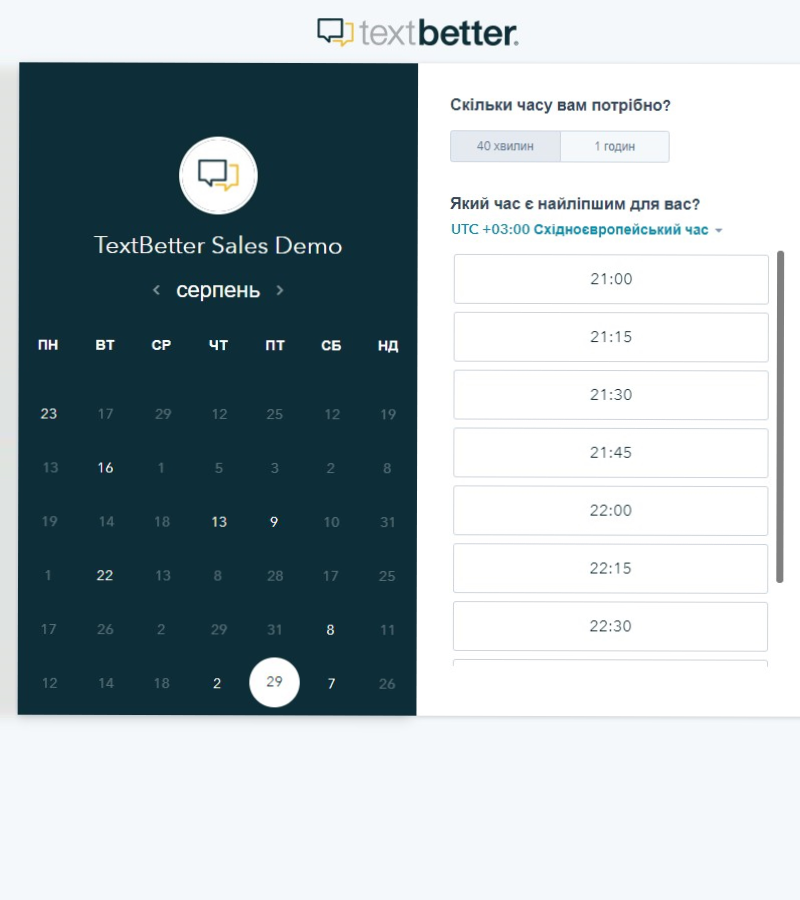 textbetter.
TextBetter Sales Demo
серпень
ПН ВТ СР ЧТ ПТ СБ НД
23 17 29 12 25 12 19
13 16 1 5 3 2 8
19 14 18 13 9 10 31
1 22 13 8 28 17 25
17 26 2 29 31 8 11
12 14 18 2 29 7 26
Скільки часу вам потрібно?
40 хвилин 1 годин
Який час є найліпшим для вас?
UTC +03:00 Східноєвропейський час
21:00
21:15
21:30
21:45
22:00
22:15
22:30